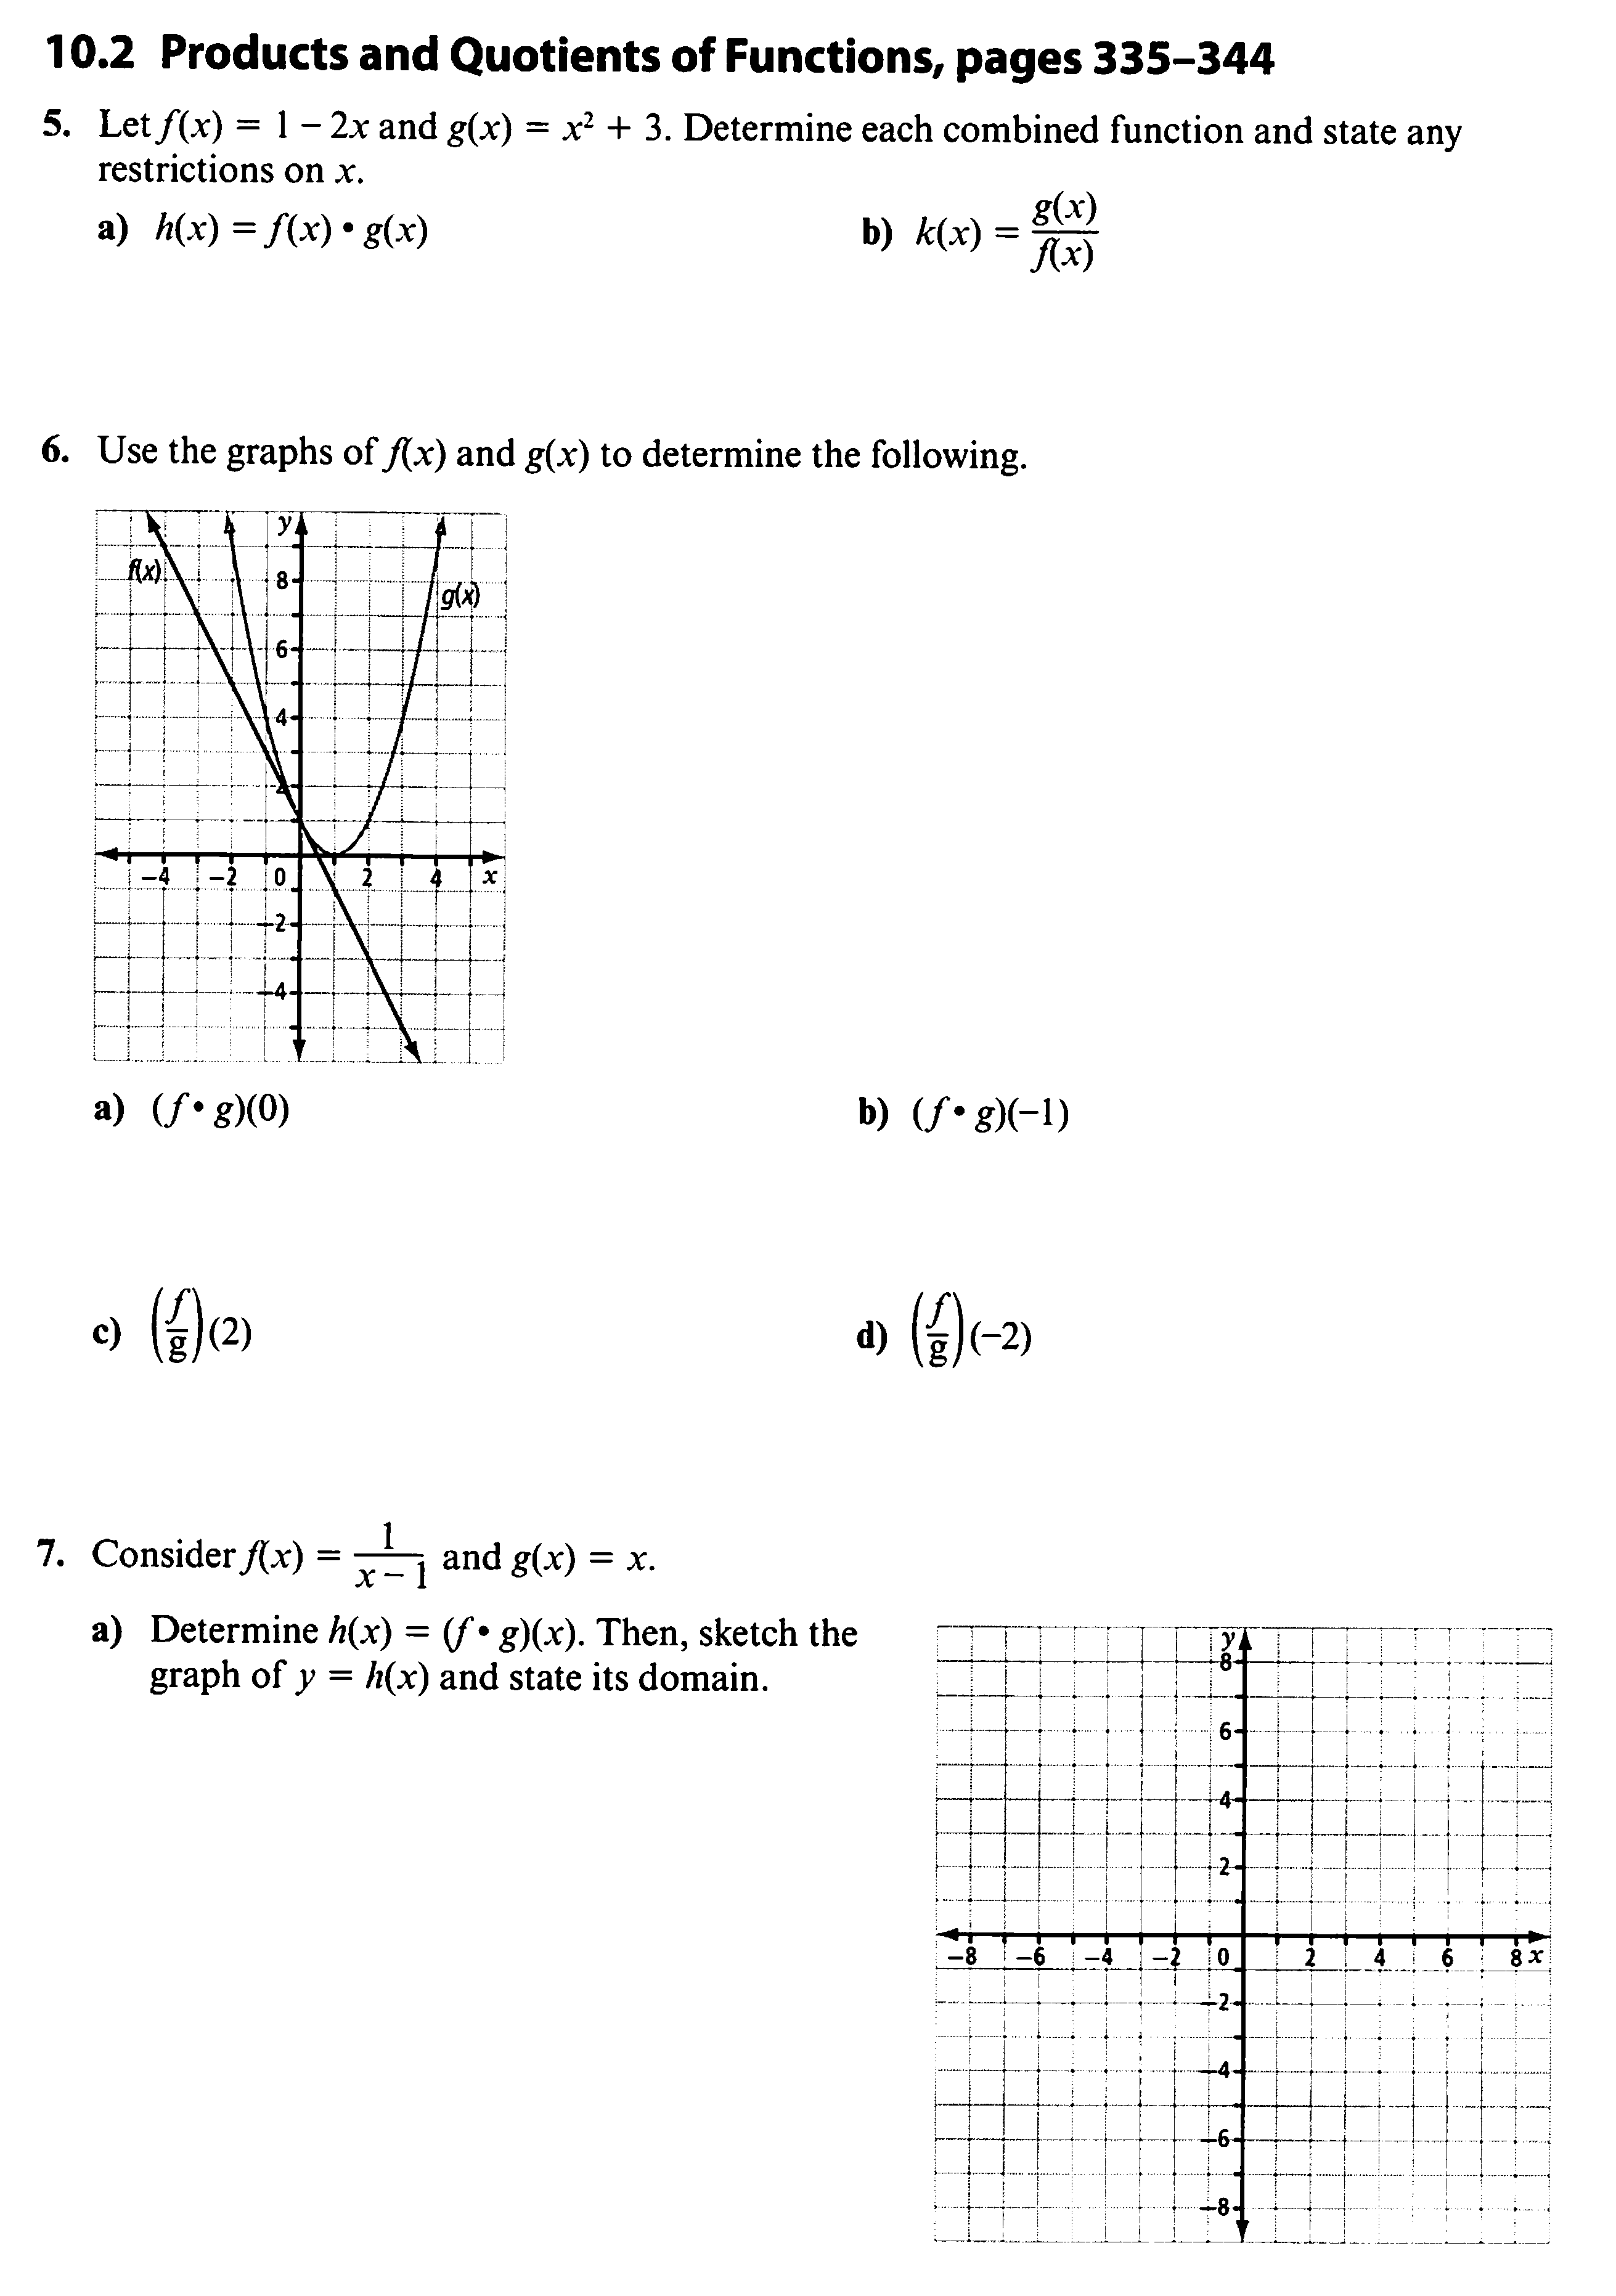 10.2 Products and Quotients of Functions, pages 335–344
5. Let f(x) = 1 – 2x and g(x) = x² + 3. Determine each combined function and state any
restrictions on x.
a) h(x) = f(x) • g(x)
b) k(x) = g(x)/f(x)
6. Use the graphs of f(x) and g(x) to determine the following.
y
f(x)
8
g(x)
6
4
2
–4 –2 0 2 4 x
–2
–4
a) (f • g)(0)
b) (f • g)(–1)
c) (f/g)(2)
d) (f/g)(–2)
7. Consider f(x) = 1/(x – 1) and g(x) = x.
a) Determine h(x) = (f • g)(x). Then, sketch the
graph of y = h(x) and state its domain.
y
8
6
4
2
–8 –6 –4 –2 0 2 4 6 8 x
–2
–4
–6
–8